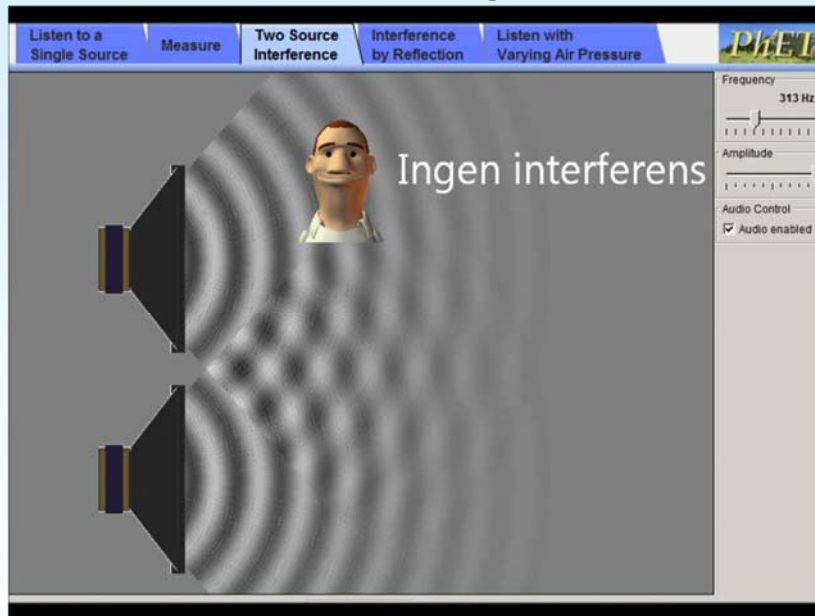 Listen to a
Single Source
Measure
Two Source
Interference
Interference
by Reflection
Listen with
Varying Air Pressure
PhET
Frequency
313 Hz
Amplitude
Audio Control
Audio enabled
Ingen interferens